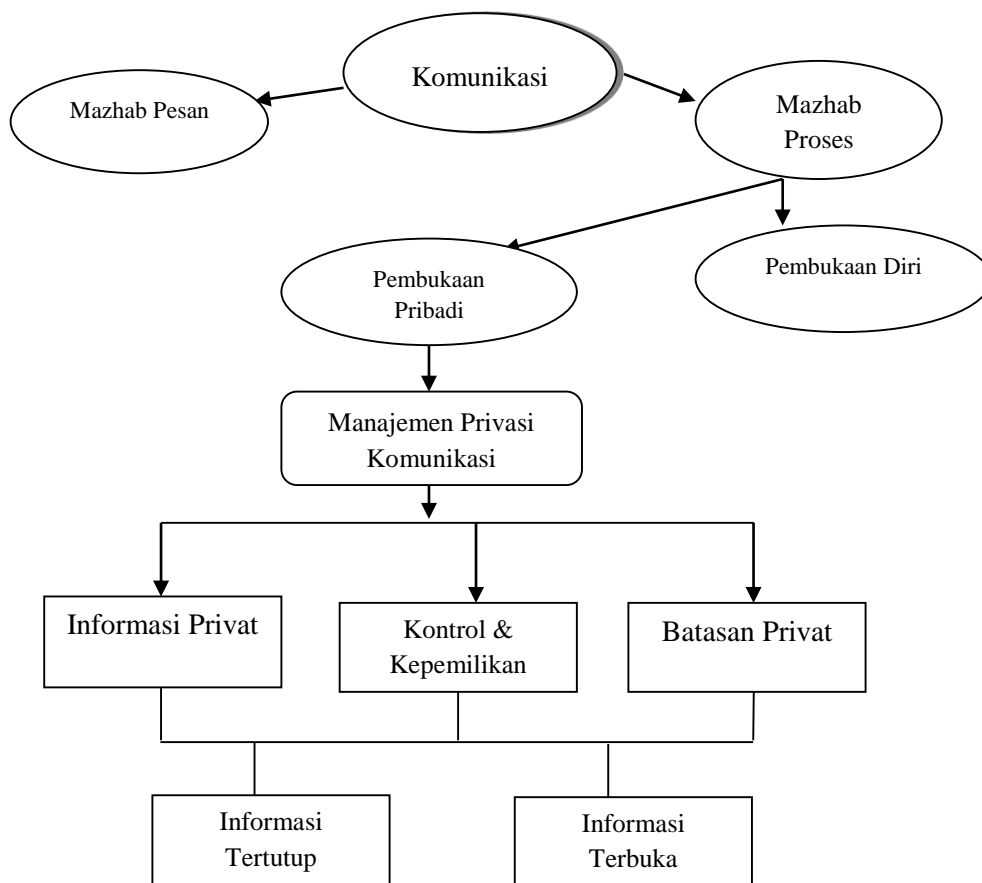 Komunikasi
Mazhab Pesan
Mazhab
Proses
Pembukaan
Pribadi
Pembukaan Diri
Manajemen Privasi
Komunikasi
Informasi Privat
Kontrol &
Kepemilikan
Batasan Privat
Informasi
Tertutup
Informasi
Terbuka